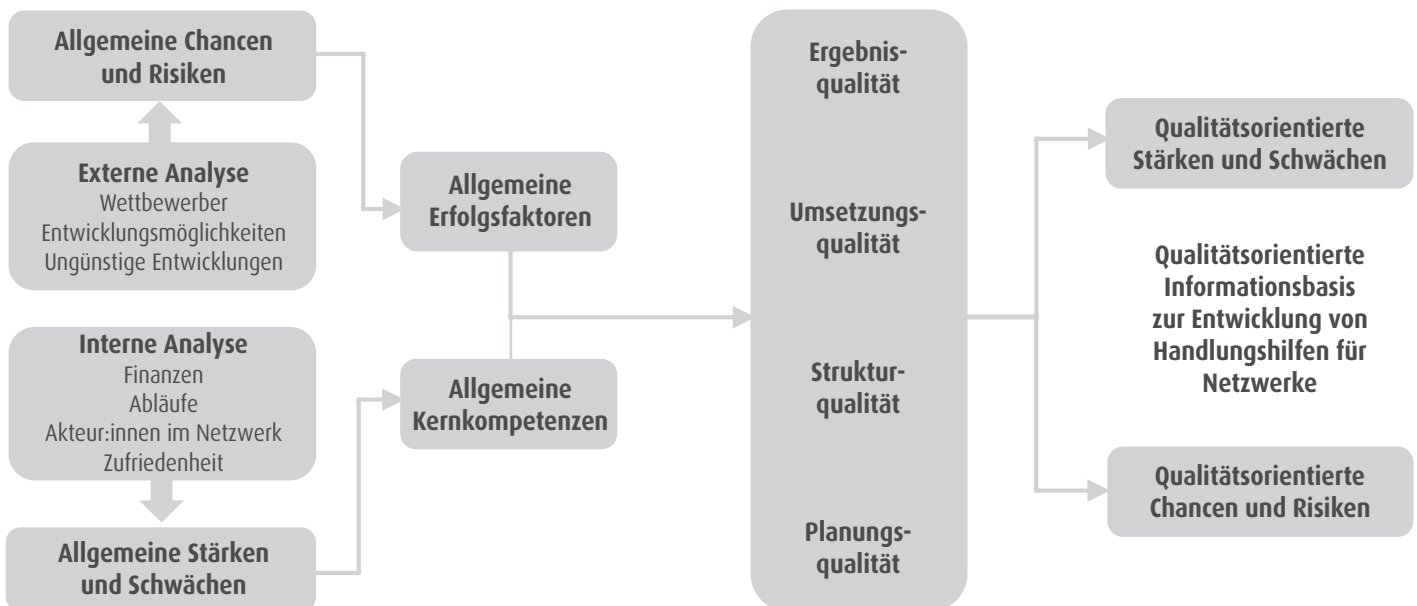 Allgemeine Chancen
und Risiken
Externe Analyse
Wettbewerber
Entwicklungsmöglichkeiten
Ungünstige Entwicklungen
Interne Analyse
Finanzen
Abläufe
Akteur:innen im Netzwerk
Zufriedenheit
Allgemeine Stärken
und Schwächen
Allgemeine
Erfolgsfaktoren
Allgemeine
Kernkompetenzen
Ergebnis-
qualität
Umsetzungs-
qualität
Struktur-
qualität
Planungs-
qualität
Qualitätsorientierte
Stärken und Schwächen
Qualitätsorientierte
Informationsbasis
zur Entwicklung von
Handlungshilfen für
Netzwerke
Qualitätsorientierte
Chancen und Risiken